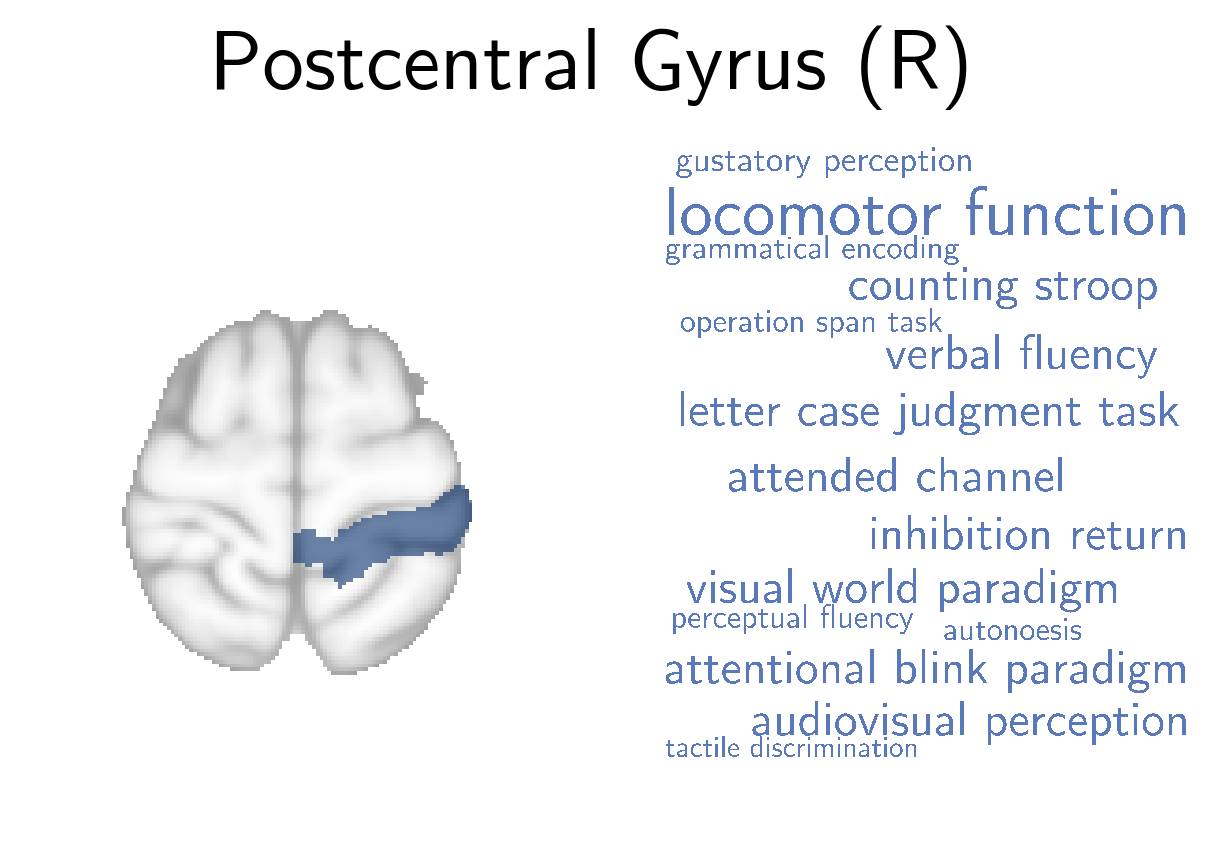 Postcentral Gyrus (R)
gustatory perception
locomotor function
grammatical encoding
counting stroop
operation span task
verbal fluency
letter case judgment task
attended channel
inhibition return
visual world paradigm
perceptual fluency
autonoesis
attentional blink paradigm
audiovisual perception
tactile discrimination